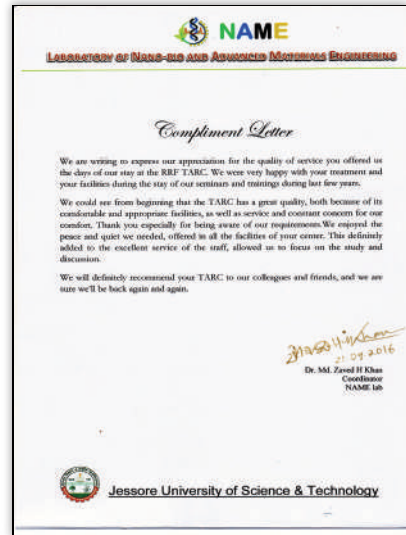 NAME
LABORATORY OF NANO-BIO AND ADVANCED MATERIALS ENGINEERING
Compliment Letter
We are writing to express our appreciation for the quality of service you offered us
the days of our stay at the RRF TARC. We were very happy with your treatment and
your facilities during the stay of our seminars and trainings during last few years.
We could see from beginning that the TARC has a great quality, both because of its
comfortable and appropriate facilities, as well as service and constant concern for our
comfort. Thank you especially for being aware of our requirements.We enjoyed the
peace and quiet we needed, offered in all the facilities of your center. This definitely
added to the excellent service of the staff, allowed us to focus on the study and
discussion.
We will definitely recommend your TARC to our colleagues and friends, and we are
sure we'll be back again and again.
21.09.2016
Dr. Md. Zaved H Khan
Coordinator
NAME lab
Jessore University of Science & Technology